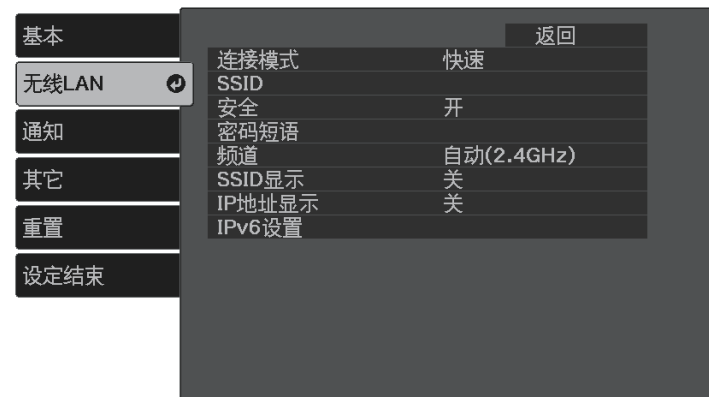 基本
无线LAN
通知
其它
重置
设定结束
返回
连接模式 快速
SSID
安全 开
密码短语
频道 自动(2.4GHz)
SSID显示 关
IP地址显示 关
IPv6设置